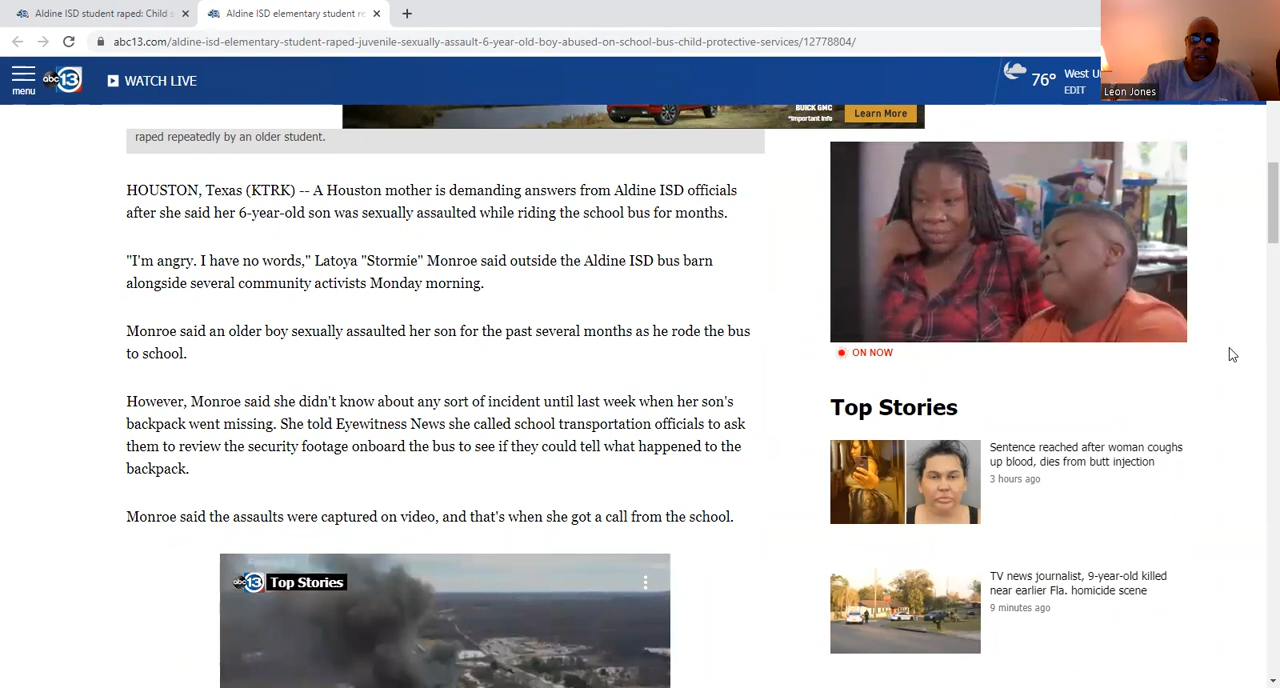 Aldine ISD student raped: Child s
Aldine ISD elementary student re
abc13.com/aldine-isd-elementary-student-raped-juvenile-sexually-assault-6-year-old-boy-abused-on-school-bus-child-protective-services/12778804/
menu
abc 13
WATCH LIVE
76°
West U
EDIT
Leon Jones
BUICK GMC
*Important Info
Learn More
raped repeatedly by an older student.
HOUSTON, Texas (KTRK) -- A Houston mother is demanding answers from Aldine ISD officials
after she said her 6-year-old son was sexually assaulted while riding the school bus for months.
"I'm angry. I have no words," Latoya "Stormie" Monroe said outside the Aldine ISD bus barn
alongside several community activists Monday morning.
Monroe said an older boy sexually assaulted her son for the past several months as he rode the bus
to school.
However, Monroe said she didn't know about any sort of incident until last week when her son's
backpack went missing. She told Eyewitness News she called school transportation officials to ask
them to review the security footage onboard the bus to see if they could tell what happened to the
backpack.
Monroe said the assaults were captured on video, and that's when she got a call from the school.
abc 13 Top Stories
ON NOW
Top Stories
Sentence reached after woman coughs
up blood, dies from butt injection
3 hours ago
TV news journalist, 9-year-old killed
near earlier Fla. homicide scene
9 minutes ago